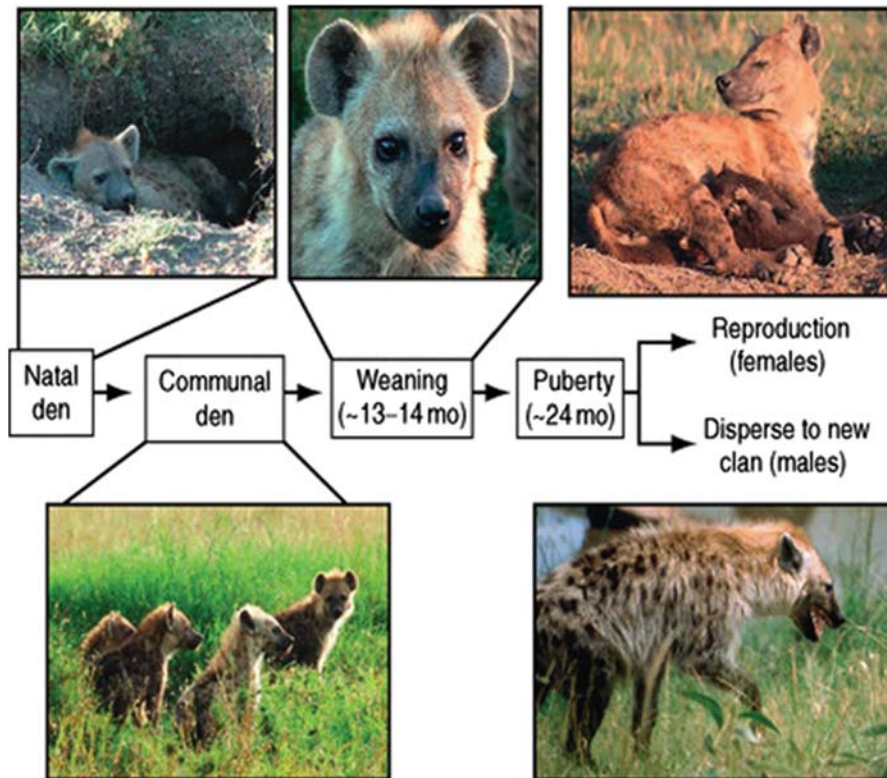 Natal
den
Communal
den
Weaning
(~13–14 mo)
Puberty
(~24 mo)
Reproduction
(females)
Disperse to new
clan (males)